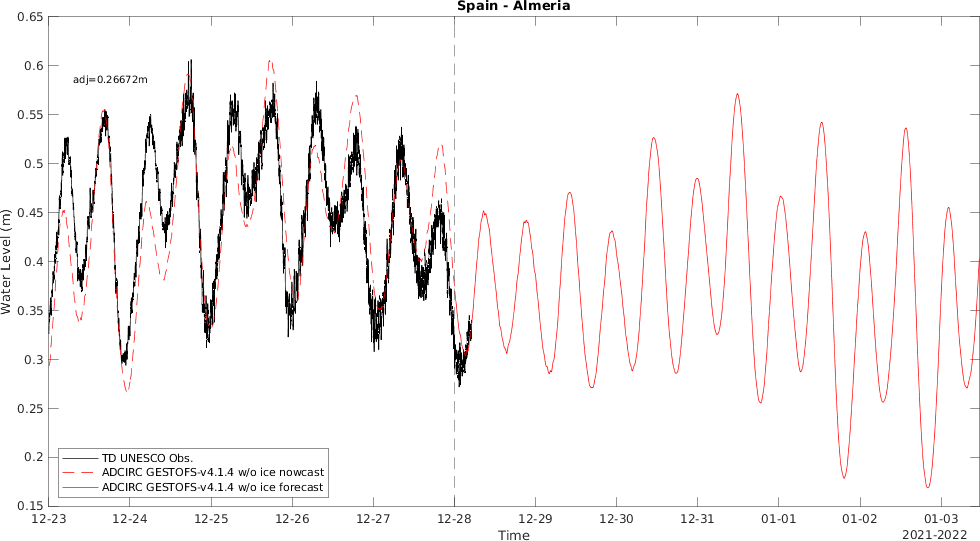 Spain - Almeria
0.65
0.6
0.55
0.5
0.45
0.4
0.35
0.3
0.25
0.2
0.15
Water Level (m)
adj=0.26672m
TD UNESCO Obs.
ADCIRC GESTOFS-v4.1.4 w/o ice nowcast
ADCIRC GESTOFS-v4.1.4 w/o ice forecast
12-23 12-24 12-25 12-26 12-27 12-28 12-29 12-30 12-31 01-01 01-02 01-03
Time
2021-2022